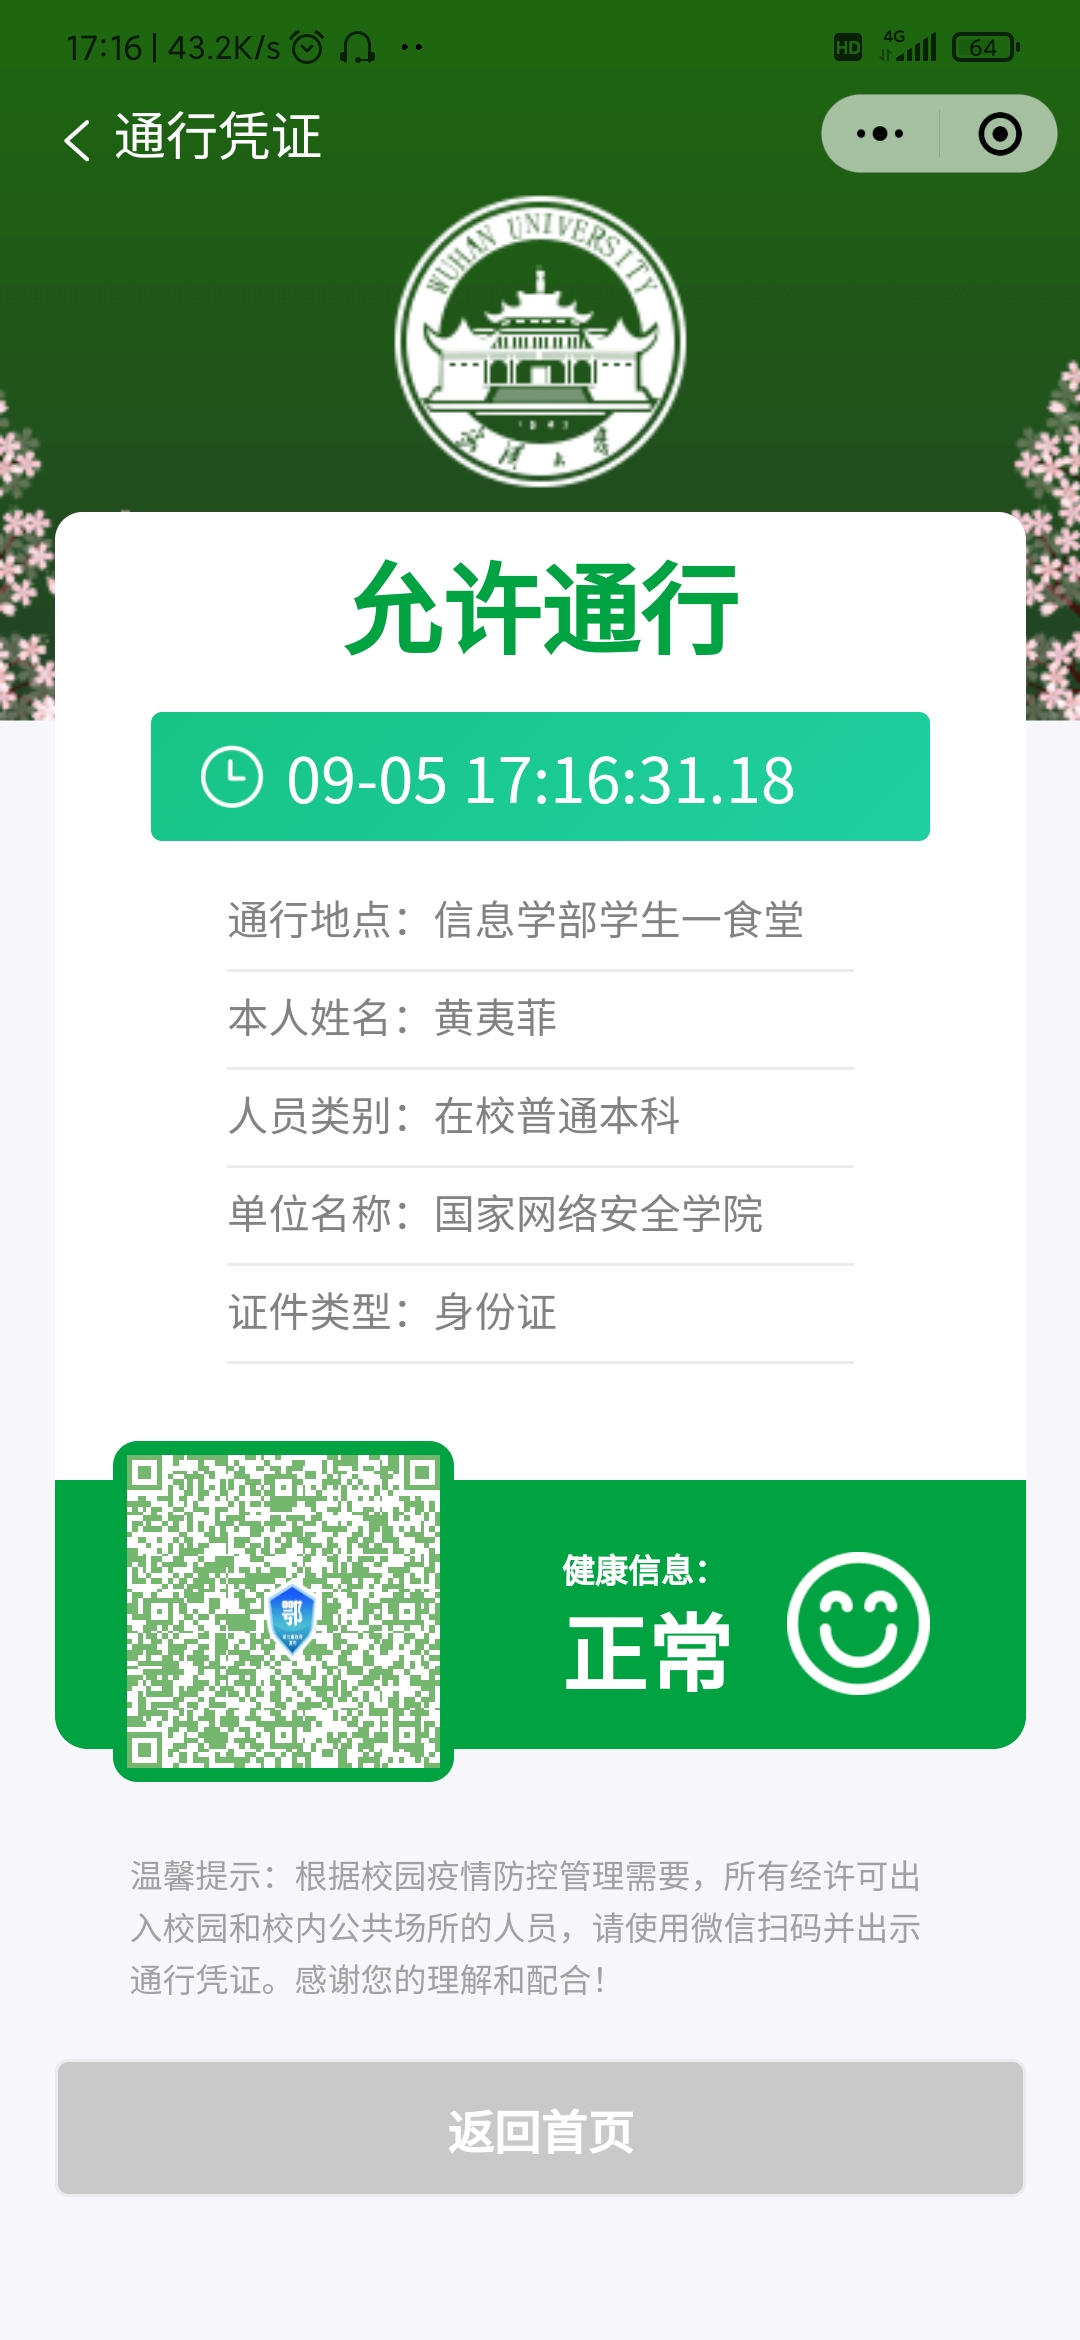 17:16 | 43.2K/s
HD 4G 64
通行凭证
WUHAN UNIVERSITY
允许通行
09-05 17:16:31.18
通行地点：信息学部学生一食堂
本人姓名：黄夷菲
人员类别：在校普通本科
单位名称：国家网络安全学院
证件类型：身份证
鄂
健康信息：
正常
温馨提示：根据校园疫情防控管理需要，所有经许可出
入校园和校内公共场所的人员，请使用微信扫码并出示
通行凭证。感谢您的理解和配合！
返回首页